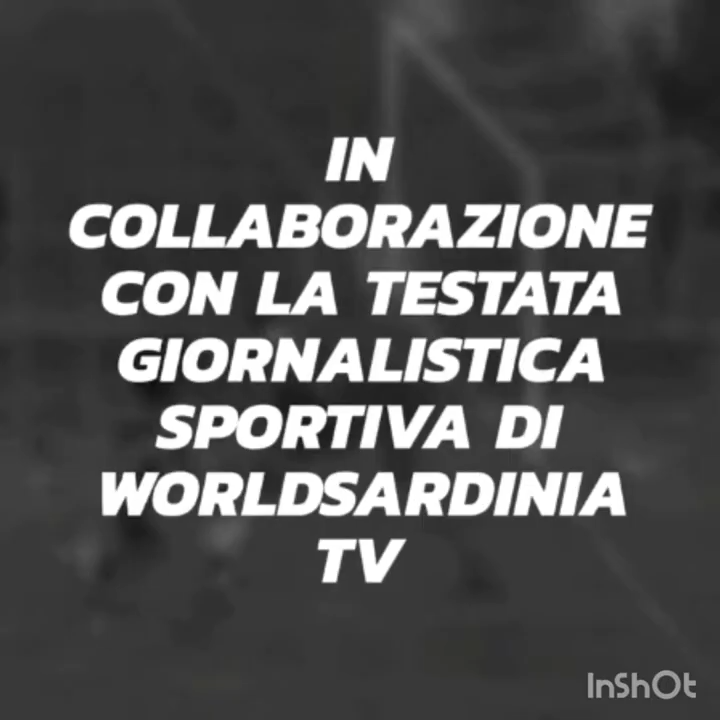 IN
COLLABORAZIONE
CON LA TESTATA
GIORNALISTICA
SPORTIVA DI
WORLDSARDINIA
TV
InShOt